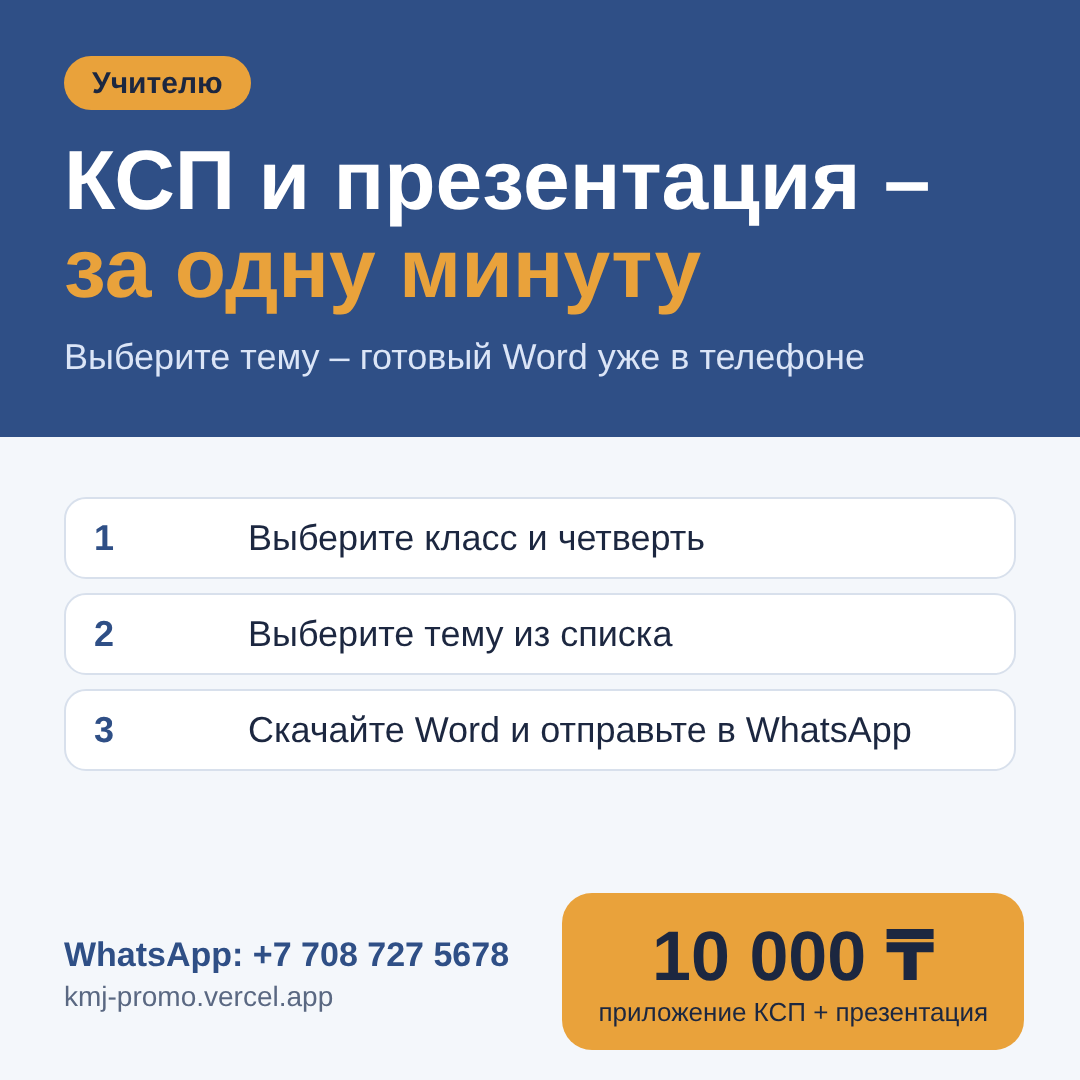 Учителю
КСП и презентация –
за одну минуту
Выберите тему – готовый Word уже в телефоне
1 Выберите класс и четверть
2 Выберите тему из списка
3 Скачайте Word и отправьте в WhatsApp
WhatsApp: +7 708 727 5678
kmj-promo.vercel.app
10 000 ₸
приложение КСП + презентация